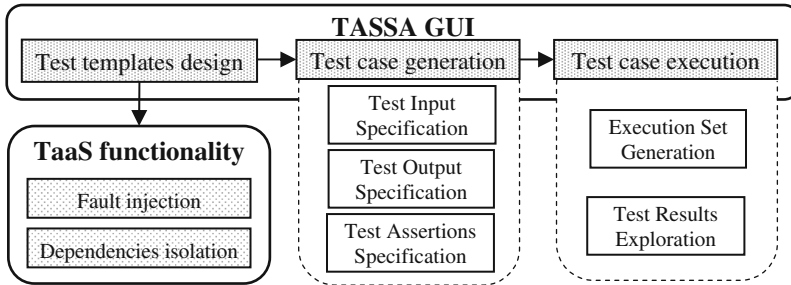 TASSA GUI
Test templates design
Test case generation
Test case execution
TaaS functionality
Fault injection
Dependencies isolation
Test Input
Specification
Test Output
Specification
Test Assertions
Specification
Execution Set
Generation
Test Results
Exploration